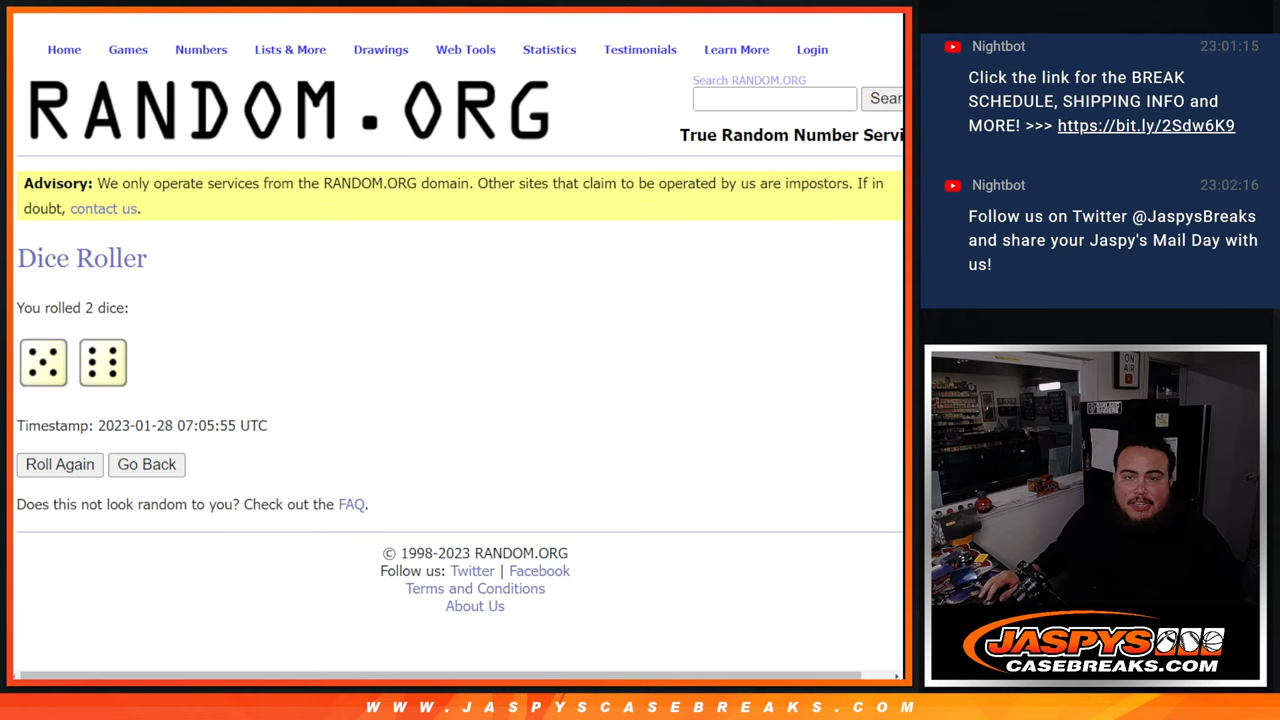 Home Games Numbers Lists & More Drawings Web Tools Statistics Testimonials Learn More Login
RANDOM.ORG
Search RANDOM.ORG
Sear
True Random Number Servi
Advisory: We only operate services from the RANDOM.ORG domain. Other sites that claim to be operated by us are impostors. If in
doubt, contact us.
Dice Roller
You rolled 2 dice:
Timestamp: 2023-01-28 07:05:55 UTC
Roll Again Go Back
Does this not look random to you? Check out the FAQ.
© 1998-2023 RANDOM.ORG
Follow us: Twitter | Facebook
Terms and Conditions
About Us
Nightbot 23:01:15
Click the link for the BREAK
SCHEDULE, SHIPPING INFO and
MORE! >>> https://bit.ly/2Sdw6K9
Nightbot 23:02:16
Follow us on Twitter @JaspysBreaks
and share your Jaspy's Mail Day with
us!
ON
AIR
JASPYS
CASEBREAKS.COM
WWW.JASPYSCASEBREAKS.COM